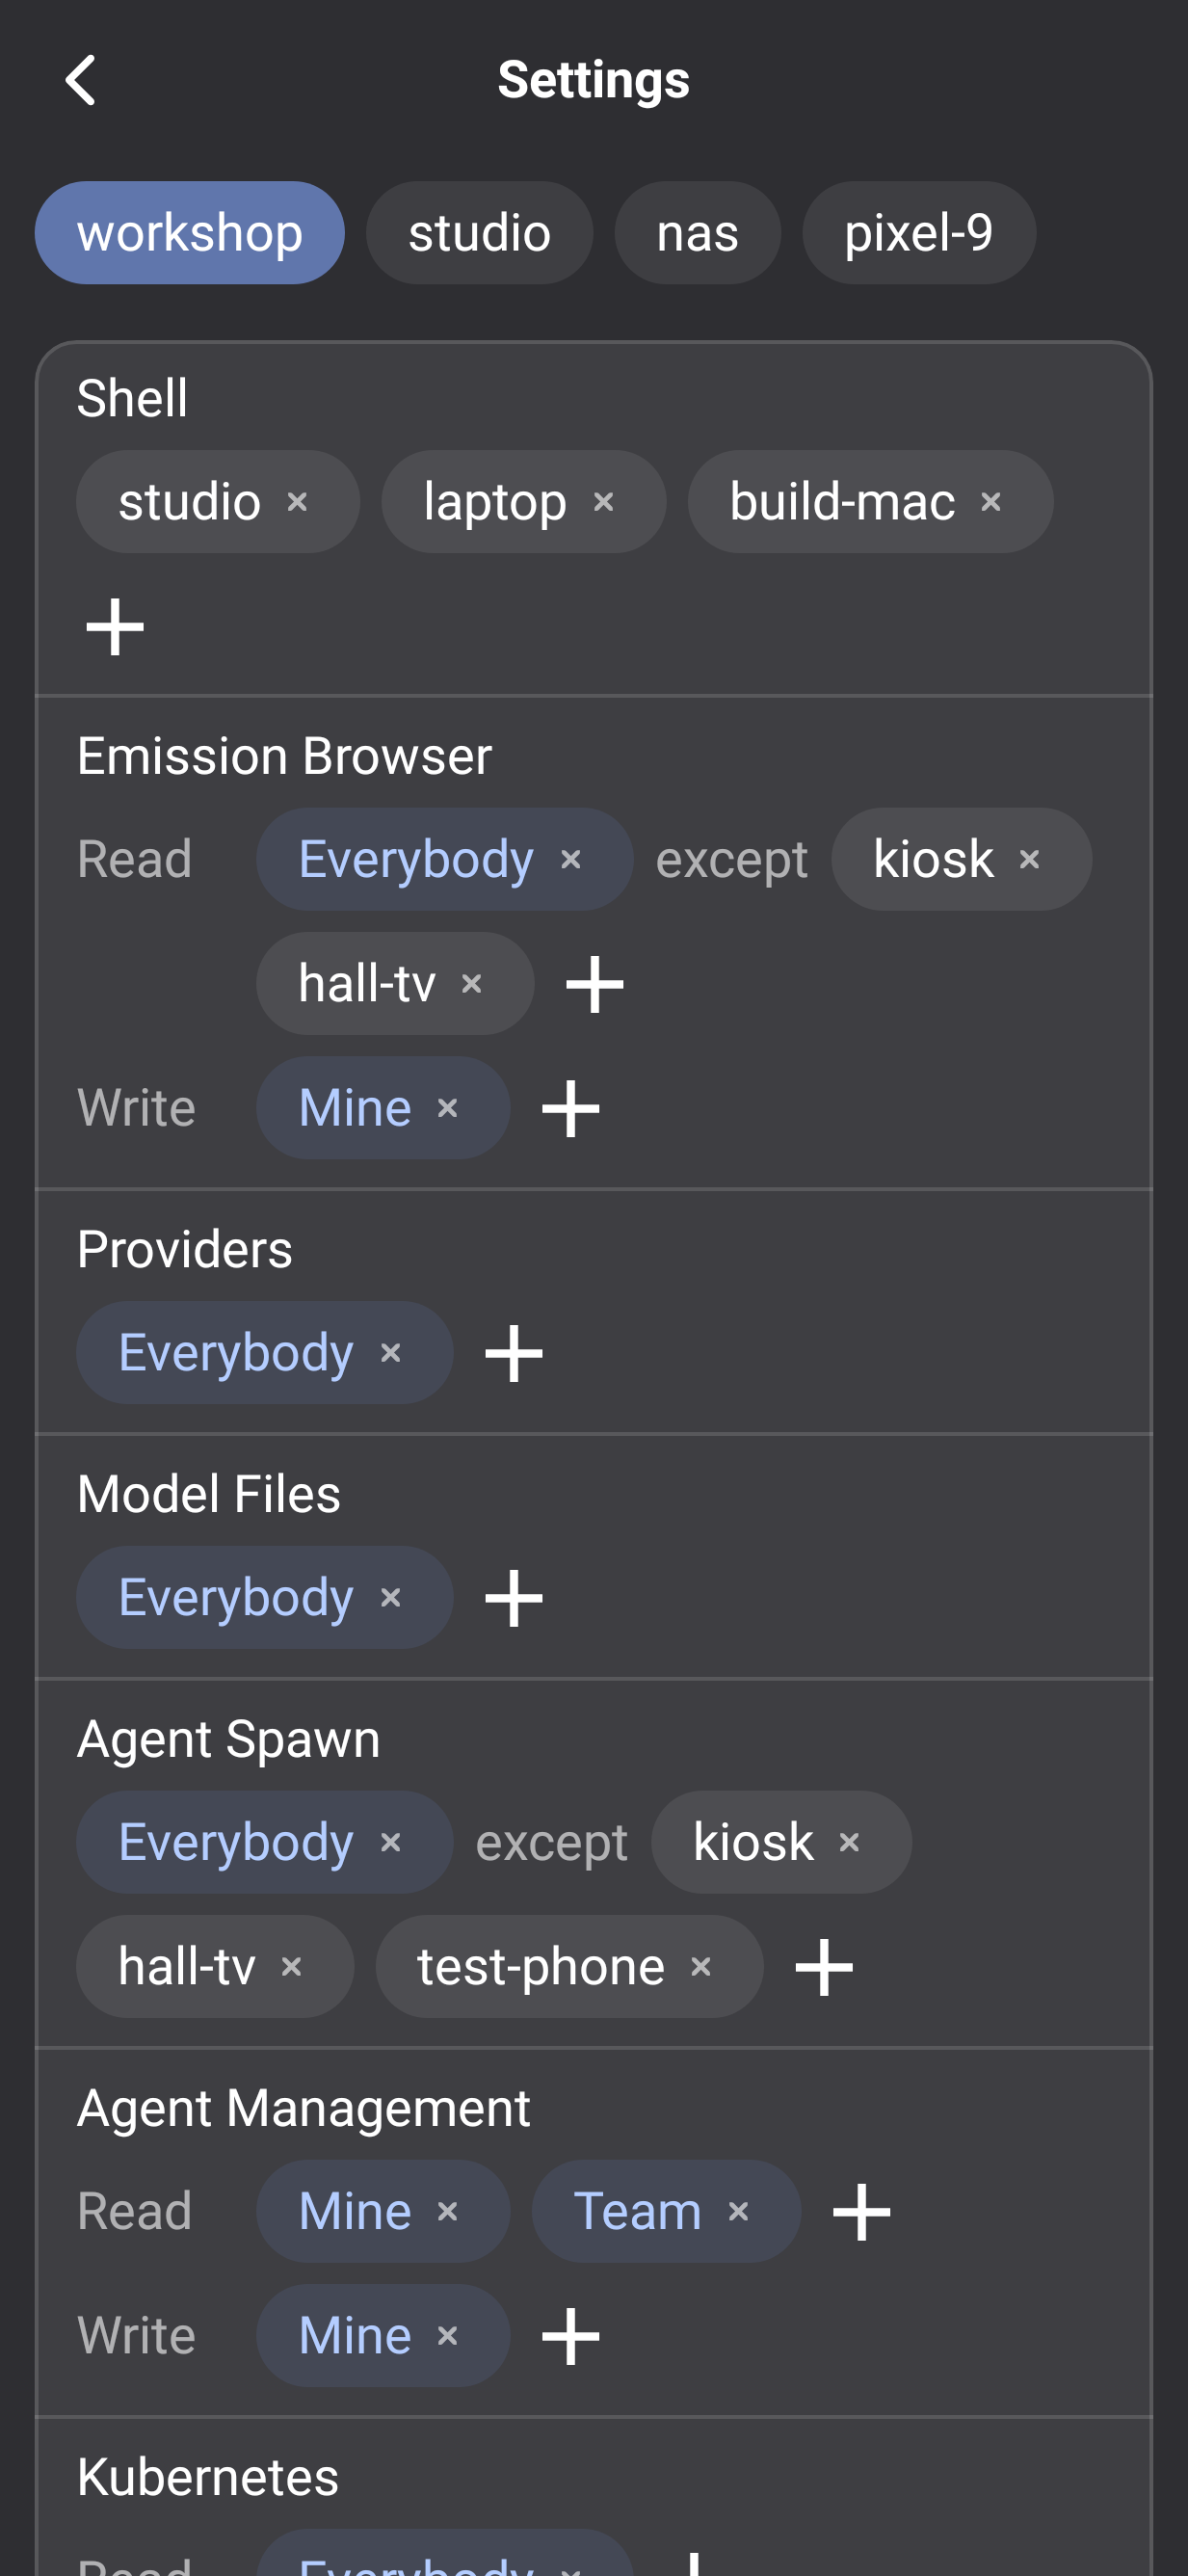 Settings
workshop studio nas pixel-9
Shell
studio × laptop × build-mac ×
+
Emission Browser
Read Everybody × except kiosk ×
hall-tv × +
Write Mine × +
Providers
Everybody × +
Model Files
Everybody × +
Agent Spawn
Everybody × except kiosk ×
hall-tv × test-phone × +
Agent Management
Read Mine × Team × +
Write Mine × +
Kubernetes
Read Everybody × +